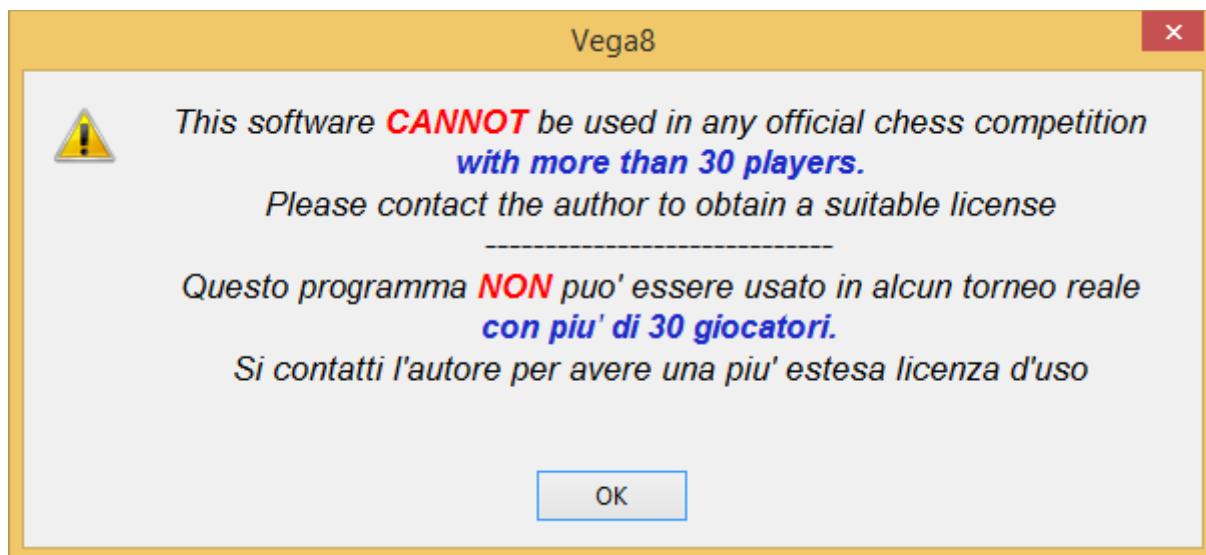 Vega8
This software CANNOT be used in any official chess competition
with more than 30 players.
Please contact the author to obtain a suitable license
-----------------------------
Questo programma NON puo' essere usato in alcun torneo reale
con piu' di 30 giocatori.
Si contatti l'autore per avere una piu' estesa licenza d'uso
OK